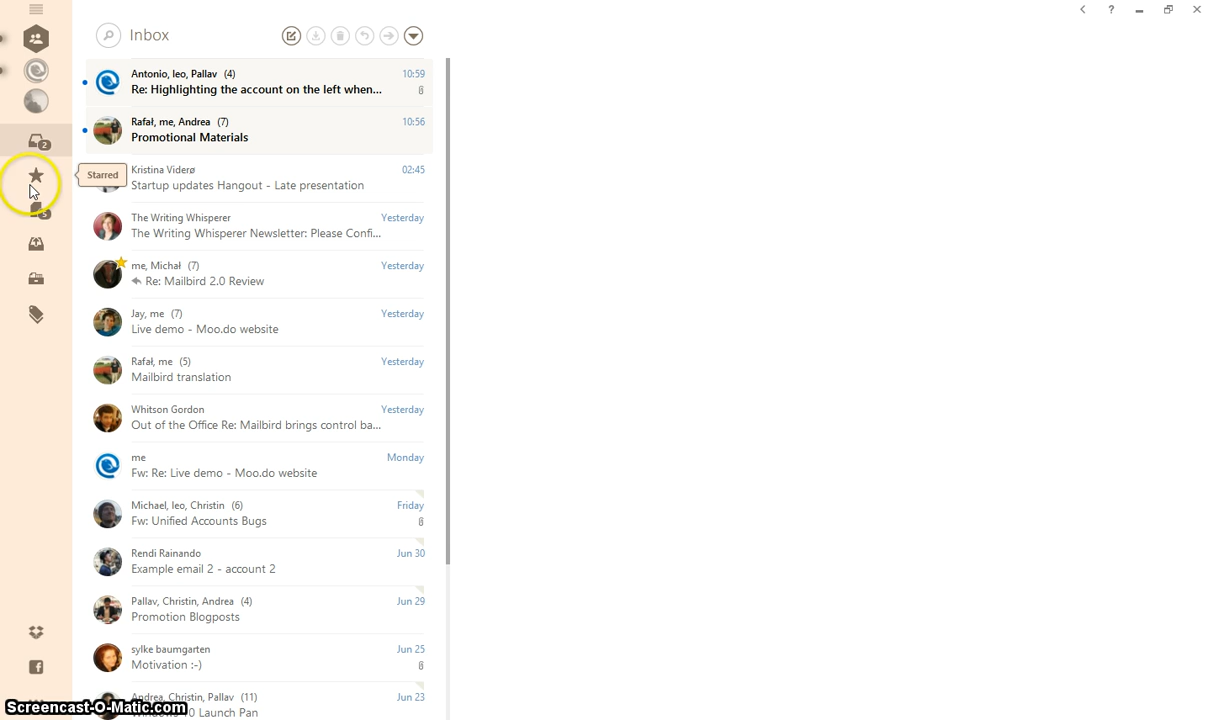 Inbox
?
Antonio, leo, Pallav (4) 10:59
Re: Highlighting the account on the left when...
Rafał, me, Andrea (7) 10:56
Promotional Materials
2
Starred
Kristina Viderø 02:45
Startup updates Hangout - Late presentation
5
The Writing Whisperer Yesterday
The Writing Whisperer Newsletter: Please Confi...
me, Michał (7) Yesterday
Re: Mailbird 2.0 Review
Jay, me (7) Yesterday
Live demo - Moo.do website
Rafał, me (5) Yesterday
Mailbird translation
Whitson Gordon Yesterday
Out of the Office Re: Mailbird brings control ba...
me Monday
Fw: Re: Live demo - Moo.do website
Michael, leo, Christin (6) Friday
Fw: Unified Accounts Bugs
Rendi Rainando Jun 30
Example email 2 - account 2
Pallav, Christin, Andrea (4) Jun 29
Promotion Blogposts
sylke baumgarten Jun 25
Motivation :-)
Andrea, Christin, Pallav (11) Jun 23
Launch Pan
Screencast-O-Matic.com